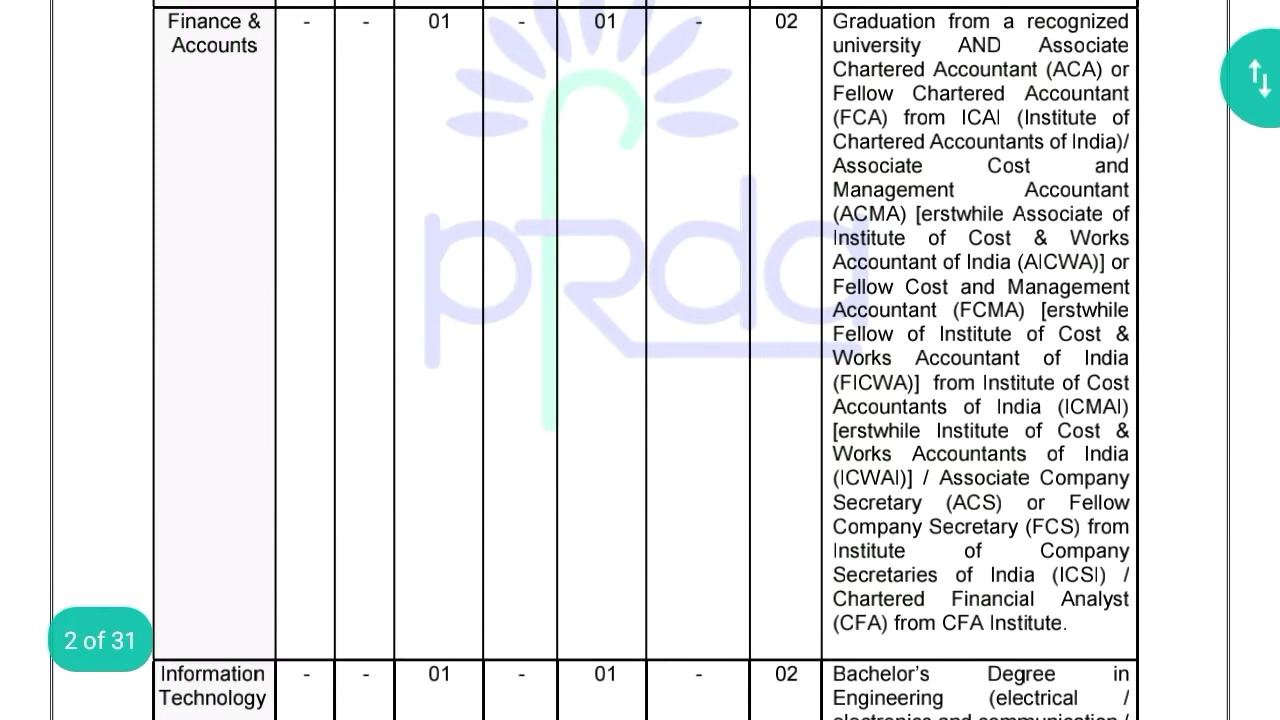 Finance & - - 01 - 01 - 02 Graduation from a recognized
Accounts university AND Associate
Chartered Accountant (ACA) or
Fellow Chartered Accountant
(FCA) from ICAI (Institute of
Chartered Accountants of India)/
Associate Cost and
Management Accountant
(ACMA) [erstwhile Associate of
Institute of Cost & Works
Accountant of India (AICWA)] or
Fellow Cost and Management
Accountant (FCMA) [erstwhile
Fellow of Institute of Cost &
Works Accountant of India
(FICWA)] from Institute of Cost
Accountants of India (ICMAI)
[erstwhile Institute of Cost &
Works Accountants of India
(ICWAI)] / Associate Company
Secretary (ACS) or Fellow
Company Secretary (FCS) from
Institute of Company
Secretaries of India (ICSI) /
Chartered Financial Analyst
(CFA) from CFA Institute.
prda
2 of 31
Information - - 01 - 01 - 02 Bachelor's Degree in
Technology Engineering (electrical /
electronics and communication /